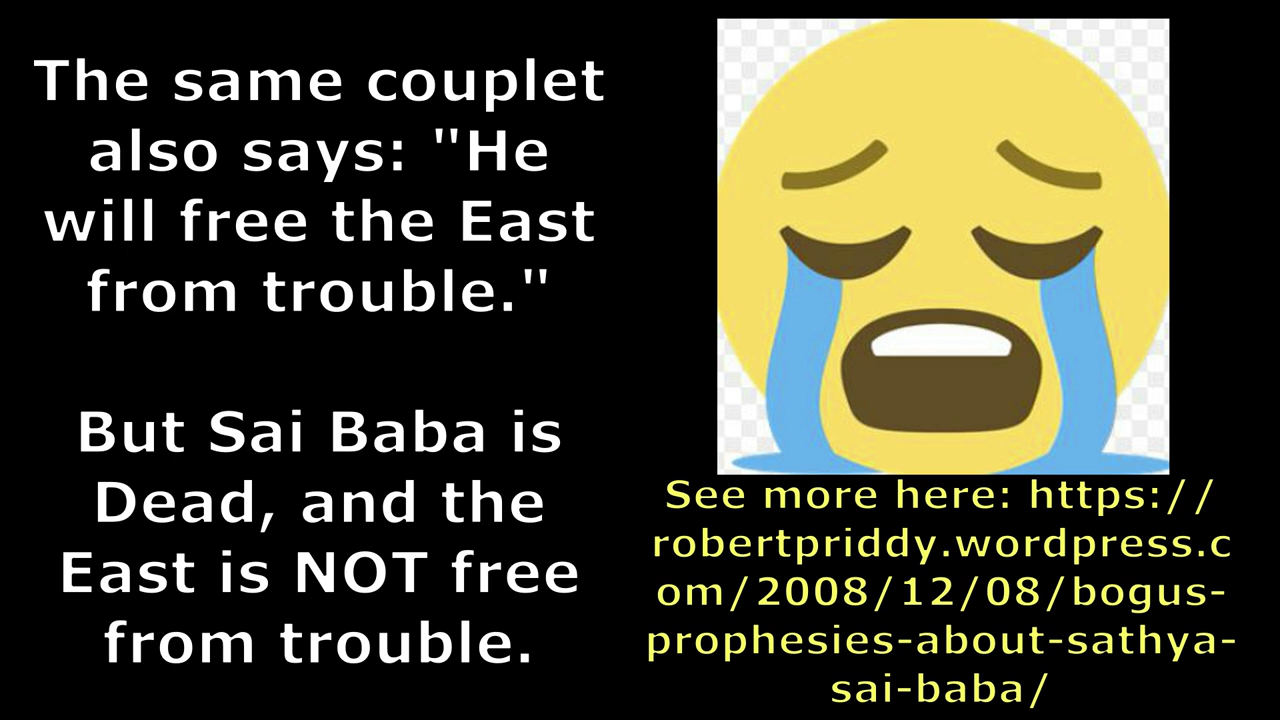 The same couplet
also says: "He
will free the East
from trouble."
But Sai Baba is
Dead, and the
East is NOT free
from trouble.
See more here: https://
robertpriddy.wordpress.c
om/2008/12/08/bogus-
prophesies-about-sathya-
sai-baba/